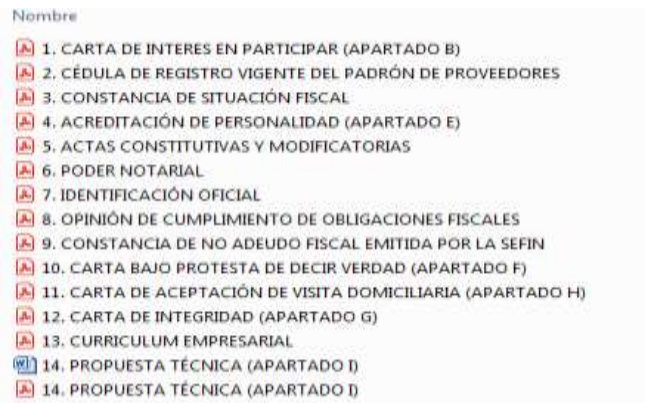 Nombre
1. CARTA DE INTERES EN PARTICIPAR (APARTADO B)
2. CÉDULA DE REGISTRO VIGENTE DEL PADRÓN DE PROVEEDORES
3. CONSTANCIA DE SITUACIÓN FISCAL
4. ACREDITACIÓN DE PERSONALIDAD (APARTADO E)
5. ACTAS CONSTITUTIVAS Y MODIFICATORIAS
6. PODER NOTARIAL
7. IDENTIFICACIÓN OFICIAL
8. OPINIÓN DE CUMPLIMIENTO DE OBLIGACIONES FISCALES
9. CONSTANCIA DE NO ADEUDO FISCAL EMITIDA POR LA SEFIN
10. CARTA BAJO PROTESTA DE DECIR VERDAD (APARTADO F)
11. CARTA DE ACEPTACIÓN DE VISITA DOMICILIARIA (APARTADO H)
12. CARTA DE INTEGRIDAD (APARTADO G)
13. CURRICULUM EMPRESARIAL
14. PROPUESTA TÉCNICA (APARTADO I)
14. PROPUESTA TÉCNICA (APARTADO I)